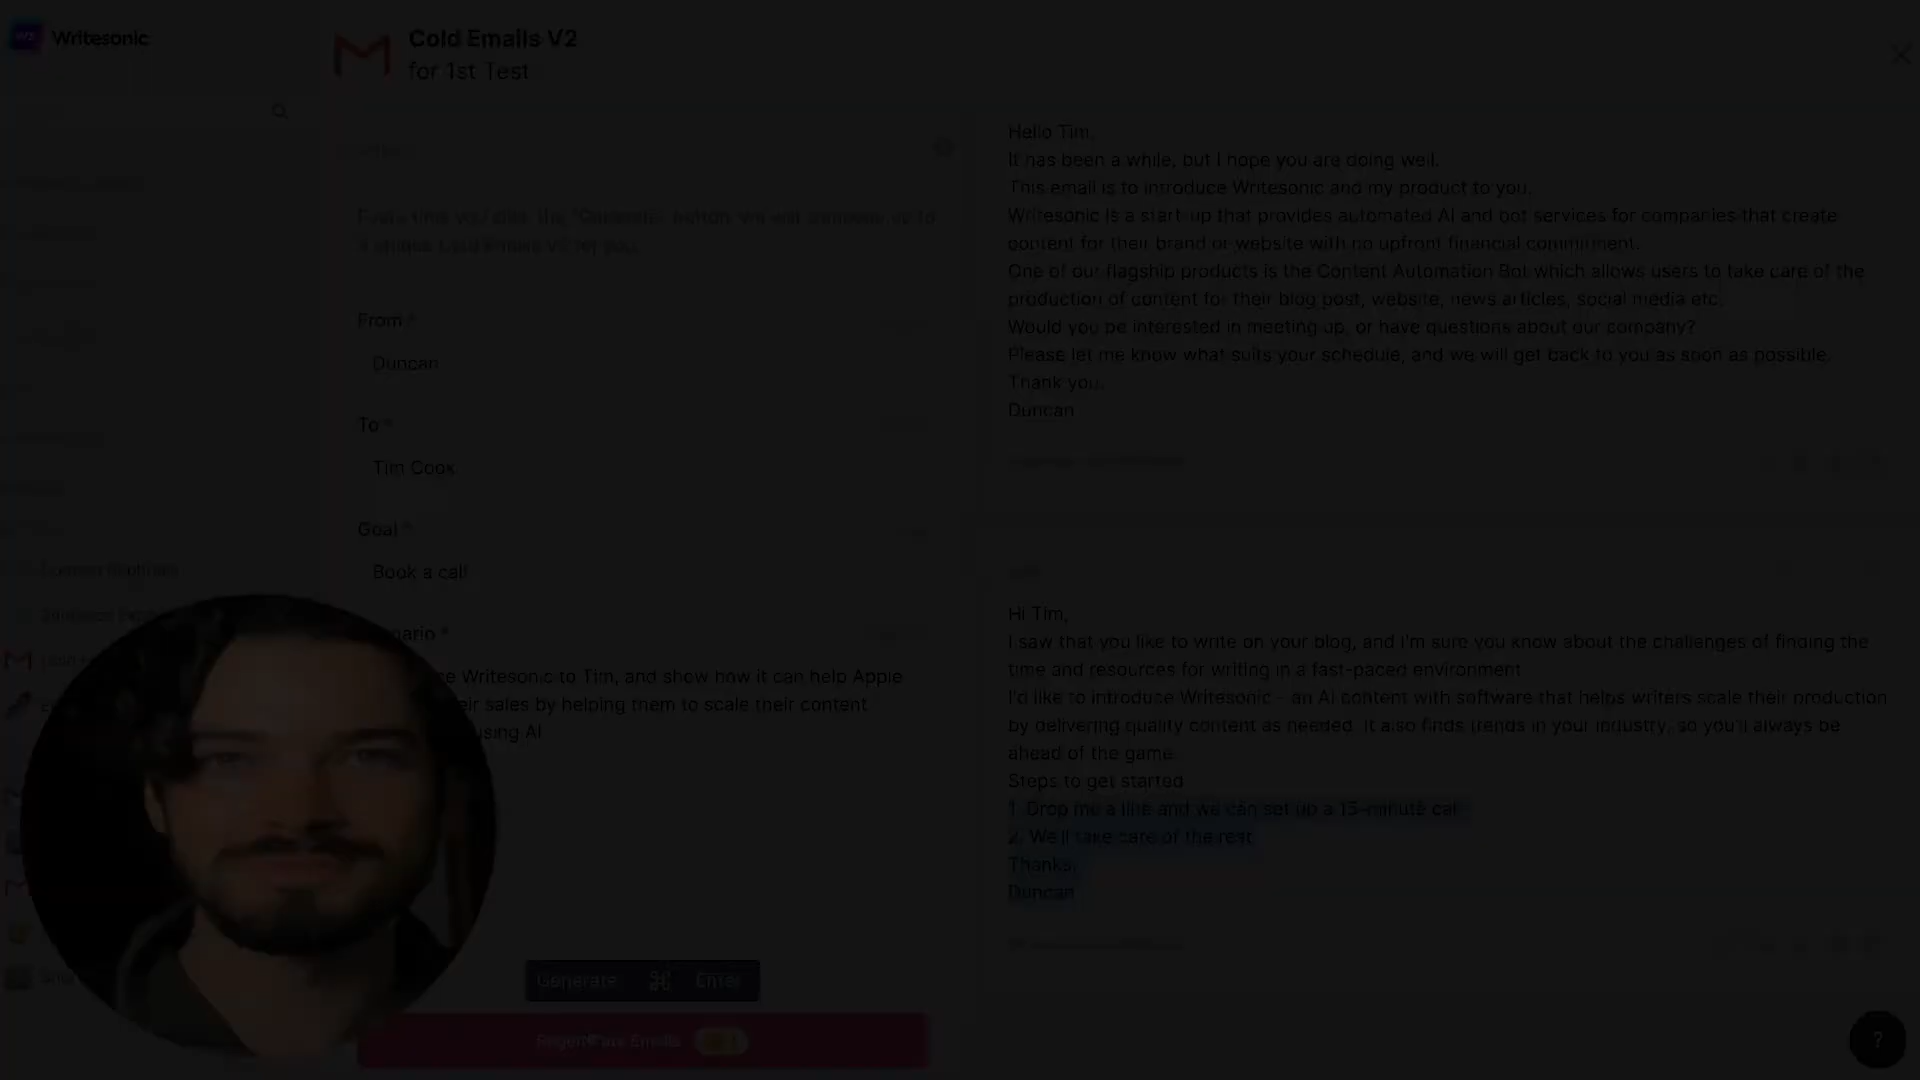 Writesonic
Cold Emails V2
for 1st Test
From *
Duncan
To *
Tim Cook
Goal *
Book a call
nario *
ce Writesonic to Tim, and show how it can help Apple
eir sales by helping them to scale their content
using AI
Generate ⌘ Enter
Regenerate Emails
Hello Tim,
It has been a while, but I hope you are doing well.
This email is to introduce Writesonic and my product to you.
Writesonic is a start-up that provides automated AI and bot services for companies that create
content for their brand or website with no upfront financial commitment.
One of our flagship products is the Content Automation Bot which allows users to take care of the
production of content for their blog post, website, news articles, social media etc.
Would you be interested in meeting up, or have questions about our company?
Please let me know what suits your schedule, and we will get back to you as soon as possible.
Thank you,
Duncan
Hi Tim,
I saw that you like to write on your blog, and I'm sure you know about the challenges of finding the
time and resources for writing in a fast-paced environment.
I'd like to introduce Writesonic - an AI content with software that helps writers scale their production
by delivering quality content as needed. It also finds trends in your industry, so you'll always be
ahead of the game.
Steps to get started
1. Drop me a line and we can set up a 15-minute call
2. We'll take care of the rest
Thanks,
Duncan
?